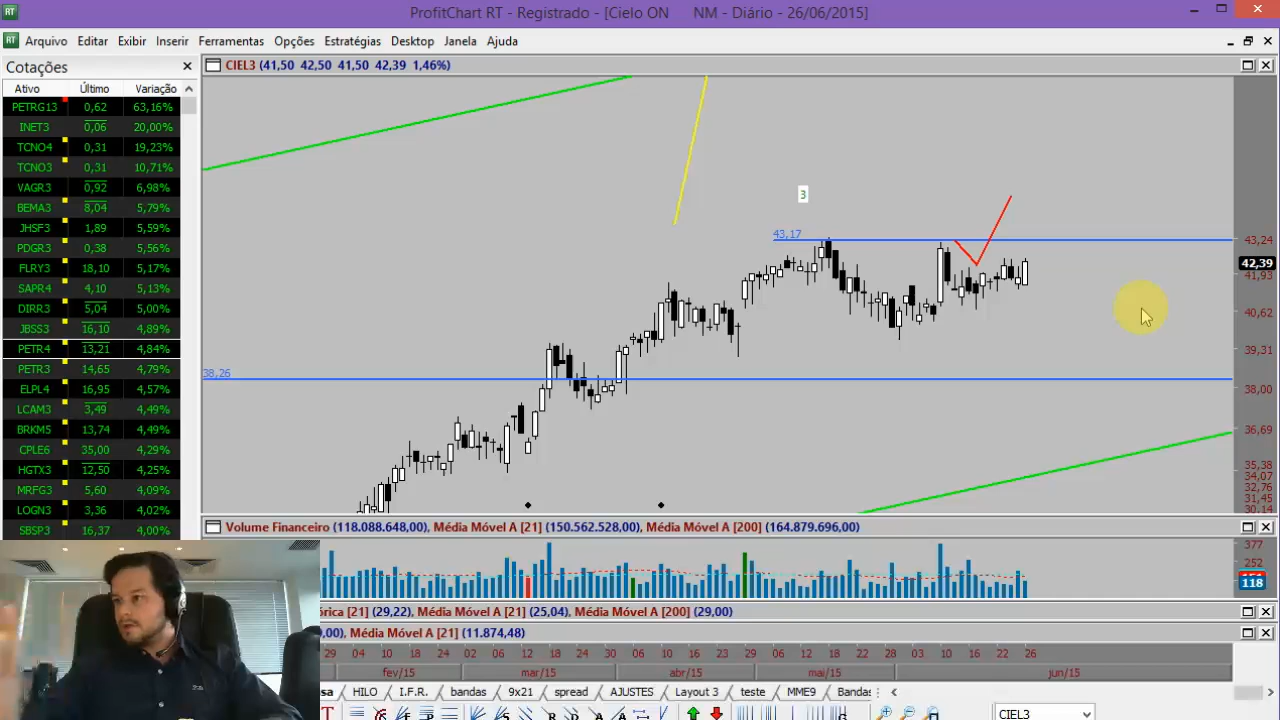 RT ProfitChart RT - Registrado - [Cielo ON NM - Diário - 26/06/2015]
RT Arquivo Editar Exibir Inserir Ferramentas Opções Estratégias Desktop Janela Ajuda
Cotações
Ativo Último Variação
PETRG13 0,62 63,16%
INET3 0,06 20,00%
TCNO4 0,31 19,23%
TCNO3 0,31 10,71%
VAGR3 0,92 6,98%
BEMA3 8,04 5,79%
JHSF3 1,89 5,59%
PDGR3 0,38 5,56%
FLRY3 18,10 5,17%
SAPR4 4,10 5,13%
DIRR3 5,04 5,00%
JBSS3 16,10 4,89%
PETR4 13,21 4,84%
PETR3 14,65 4,79%
ELPL4 16,95 4,57%
LCAM3 3,49 4,49%
BRKM5 13,74 4,49%
CPLE6 35,00 4,29%
HGTX3 12,50 4,25%
MRFG3 5,60 4,09%
LOGN3 3,36 4,02%
SBSP3 16,37 4,00%
CIEL3 (41,50 42,50 41,50 42,39 1,46%)
3
43,17
38,26
43,24
42,39
41,93
40,62
39,31
38,00
36,69
35,38
34,07
32,76
31,45
30,14
Volume Financeiro (118.088.648,00), Média Móvel A [21] (150.562.528,00), Média Móvel A [200] (164.879.696,00)
377
252
118
órica [21] (29,22), Média Móvel A [21] (25,04), Média Móvel A [200] (29,00)
,00), Média Móvel A [21] (11.874,48)
29 04 10 18 24 02 06 12 18 24 30 06 10 16 23 29 06 12 18 22 28 03 10 16 22 26
fev/15 mar/15 abr/15 mai/15 jun/15
sa HILO I.F.R. bandas 9x21 spread AJUSTES Layout 3 teste MME9 Bandas
CIEL3